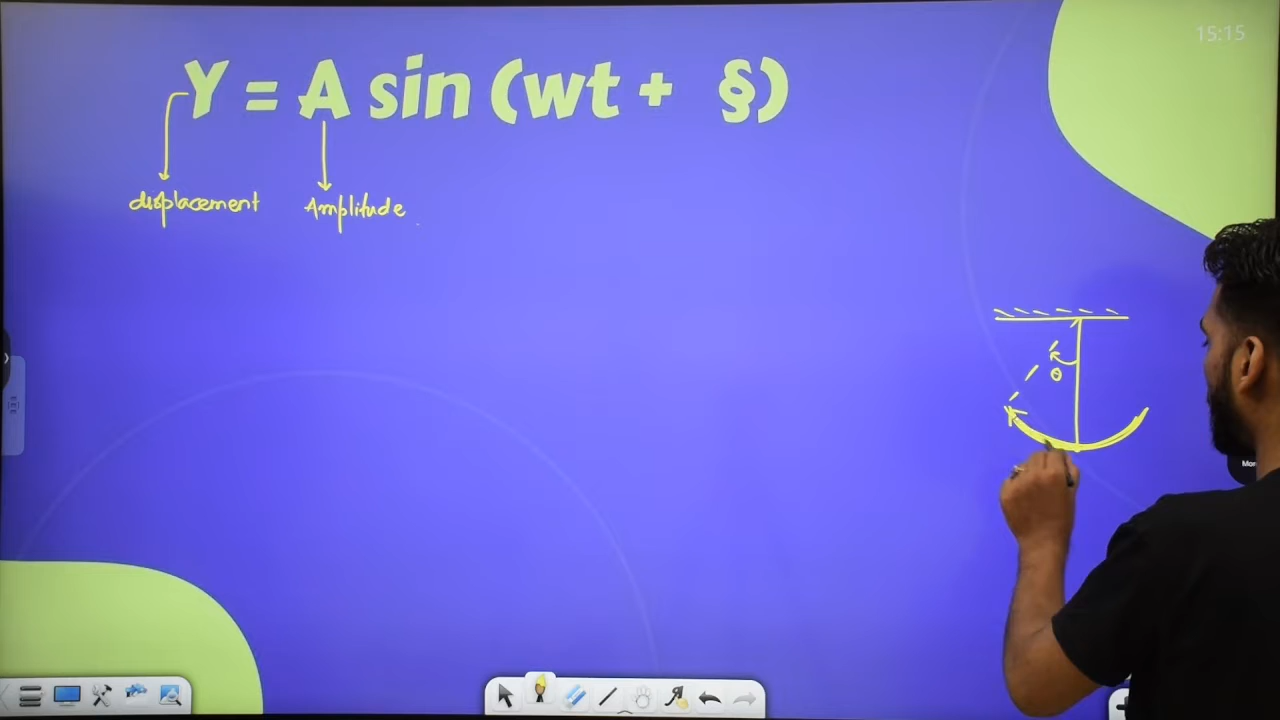 15:15
Y = A sin (wt + §)
displacement Amplitude
θ